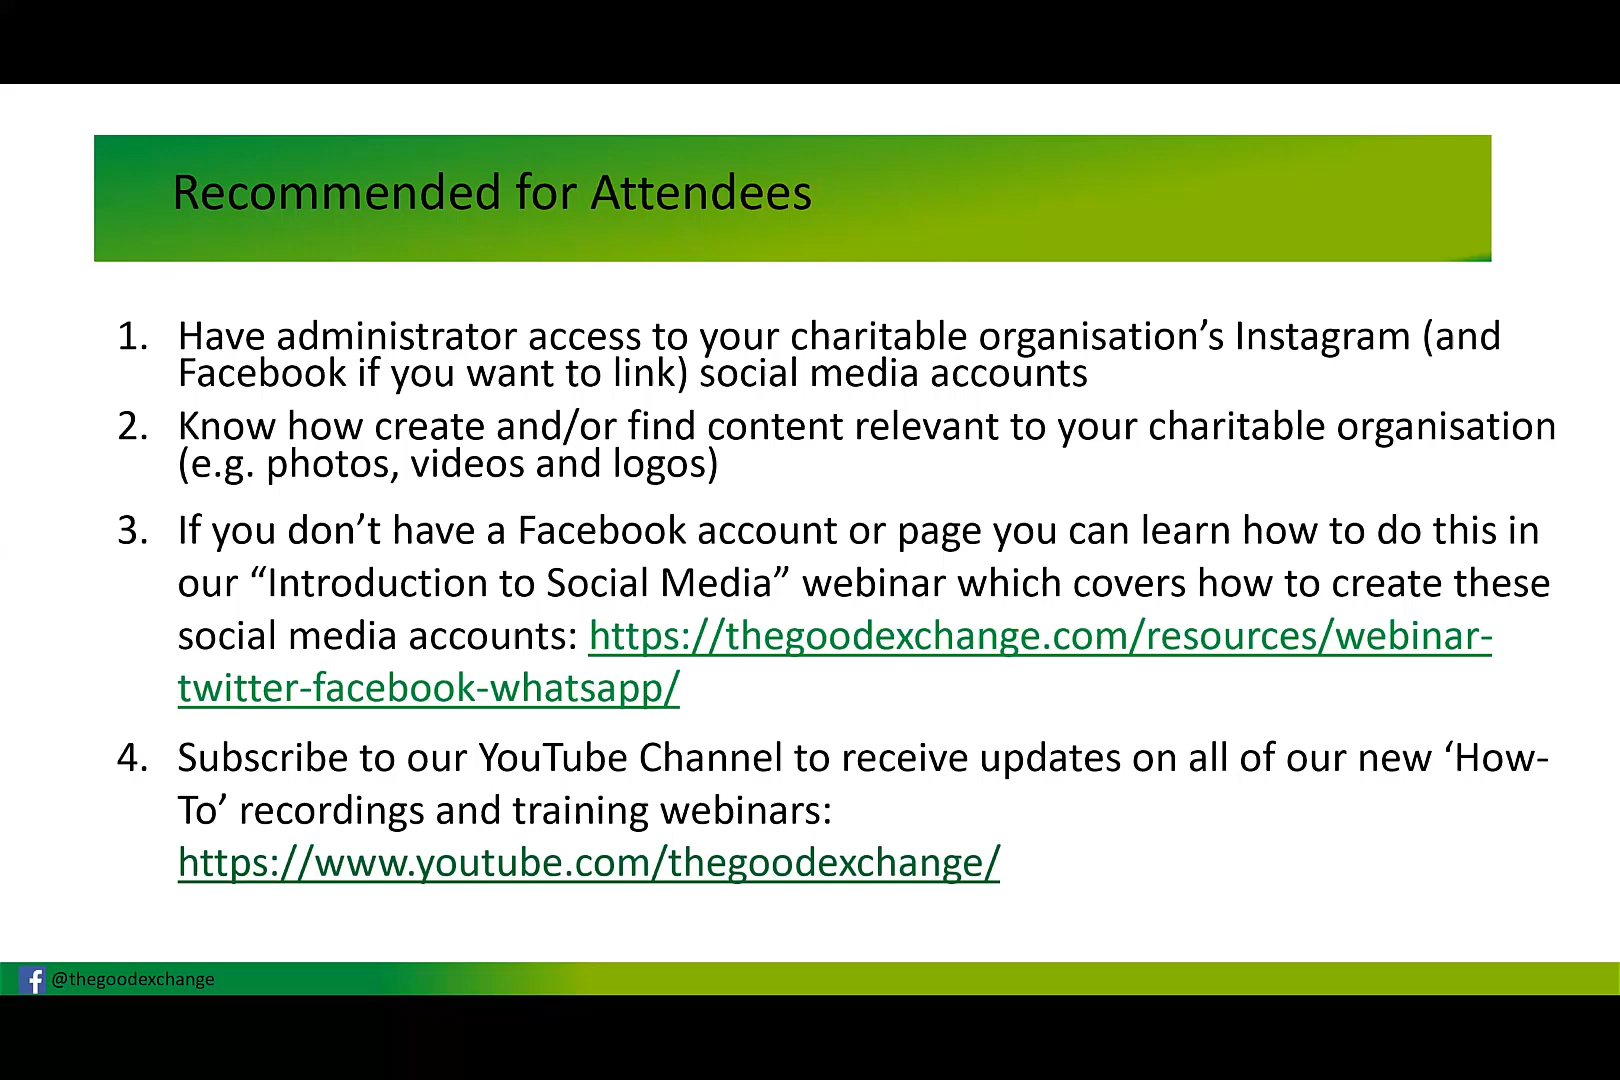 Recommended for Attendees
1. Have administrator access to your charitable organisation’s Instagram (and
Facebook if you want to link) social media accounts
2. Know how create and/or find content relevant to your charitable organisation
(e.g. photos, videos and logos)
3. If you don’t have a Facebook account or page you can learn how to do this in
our “Introduction to Social Media” webinar which covers how to create these
social media accounts: https://thegoodexchange.com/resources/webinar-
twitter-facebook-whatsapp/
4. Subscribe to our YouTube Channel to receive updates on all of our new ‘How-
To’ recordings and training webinars:
https://www.youtube.com/thegoodexchange/
@thegoodexchange